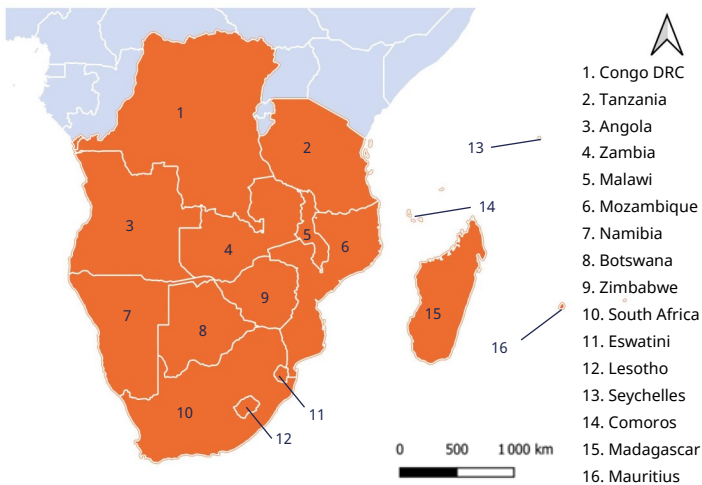 1
2
3
4
5
6
7
8
9
10
11
12
13
14
15
16
0 500 1 000 km
1. Congo DRC
2. Tanzania
3. Angola
4. Zambia
5. Malawi
6. Mozambique
7. Namibia
8. Botswana
9. Zimbabwe
10. South Africa
11. Eswatini
12. Lesotho
13. Seychelles
14. Comoros
15. Madagascar
16. Mauritius